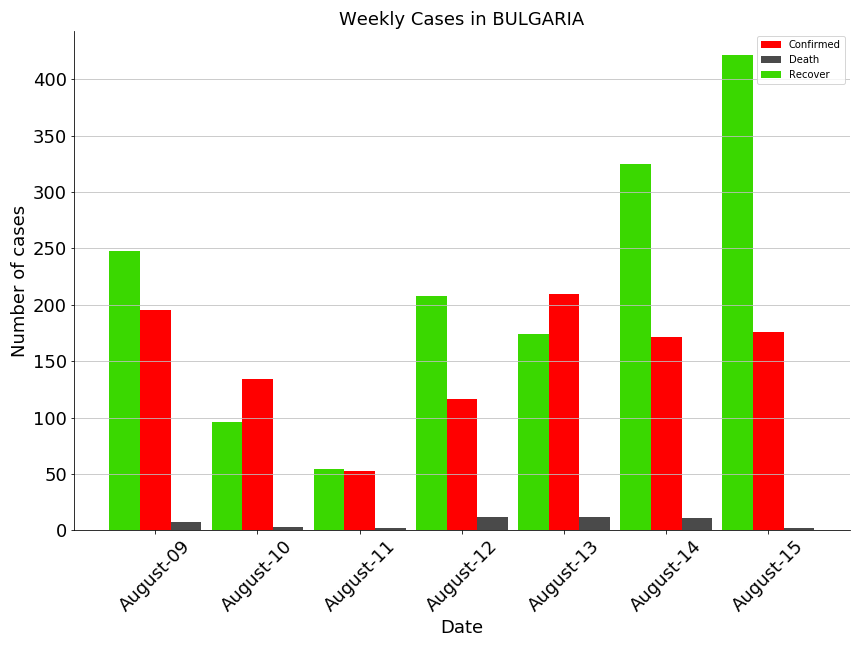 Weekly Cases in BULGARIA
Confirmed
Death
Recover
Number of cases
400
350
300
250
200
150
100
50
0
August-09
August-10
August-11
August-12
August-13
August-14
August-15
Date